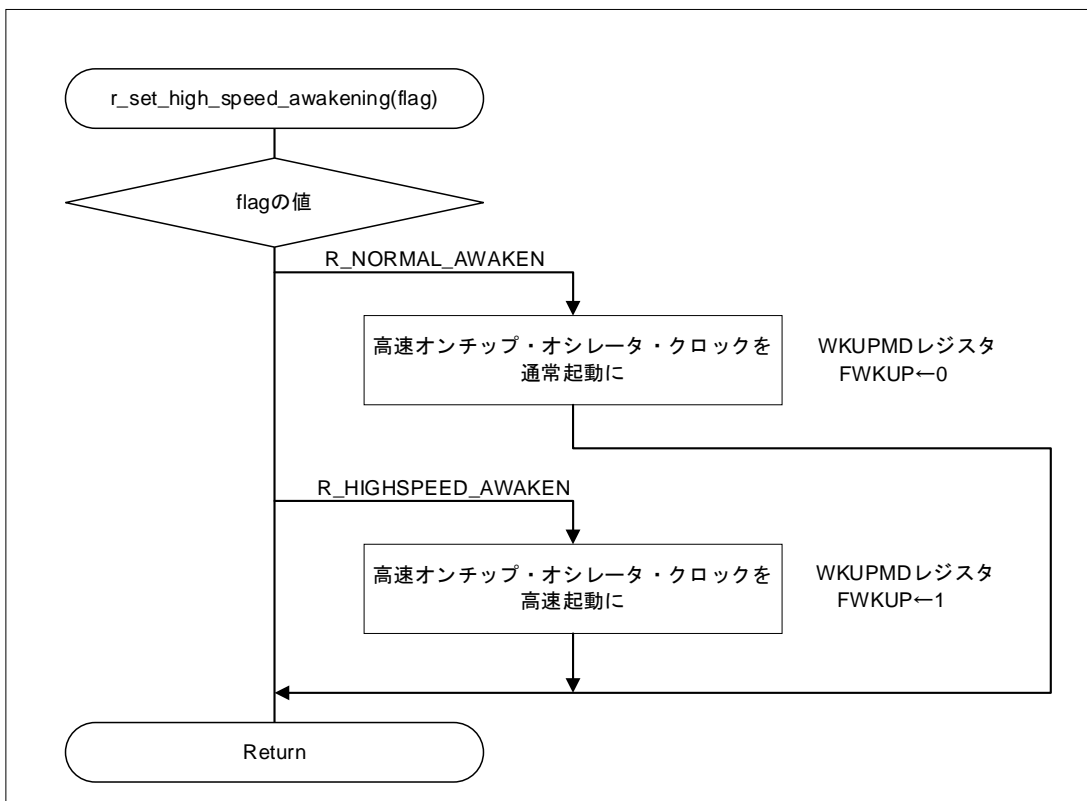 r_set_high_speed_awakening(flag)
flagの値
R_NORMAL_AWAKEN
高速オンチップ・オシレータ・クロックを
通常起動に
WKUPMDレジスタ
FWKUP←0
R_HIGHSPEED_AWAKEN
高速オンチップ・オシレータ・クロックを
高速起動に
WKUPMDレジスタ
FWKUP←1
Return